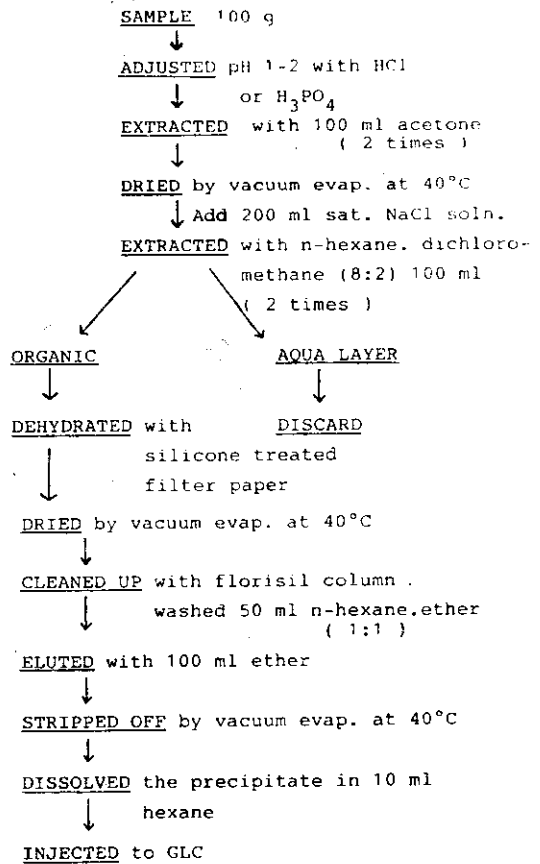 SAMPLE 100 g
ADJUSTED pH 1-2 with HCl
or H3PO4
EXTRACTED with 100 ml acetone
( 2 times )
DRIED by vacuum evap. at 40°C
Add 200 ml sat. NaCl soln.
EXTRACTED with n-hexane. dichloro-
methane (8:2) 100 ml
( 2 times )
ORGANIC
AQUA LAYER
DEHYDRATED with
silicone treated
filter paper
DISCARD
DRIED by vacuum evap. at 40°C
CLEANED UP with florisil column .
washed 50 ml n-hexane.ether
( 1:1 )
ELUTED with 100 ml ether
STRIPPED OFF by vacuum evap. at 40°C
DISSOLVED the precipitate in 10 ml
hexane
INJECTED to GLC